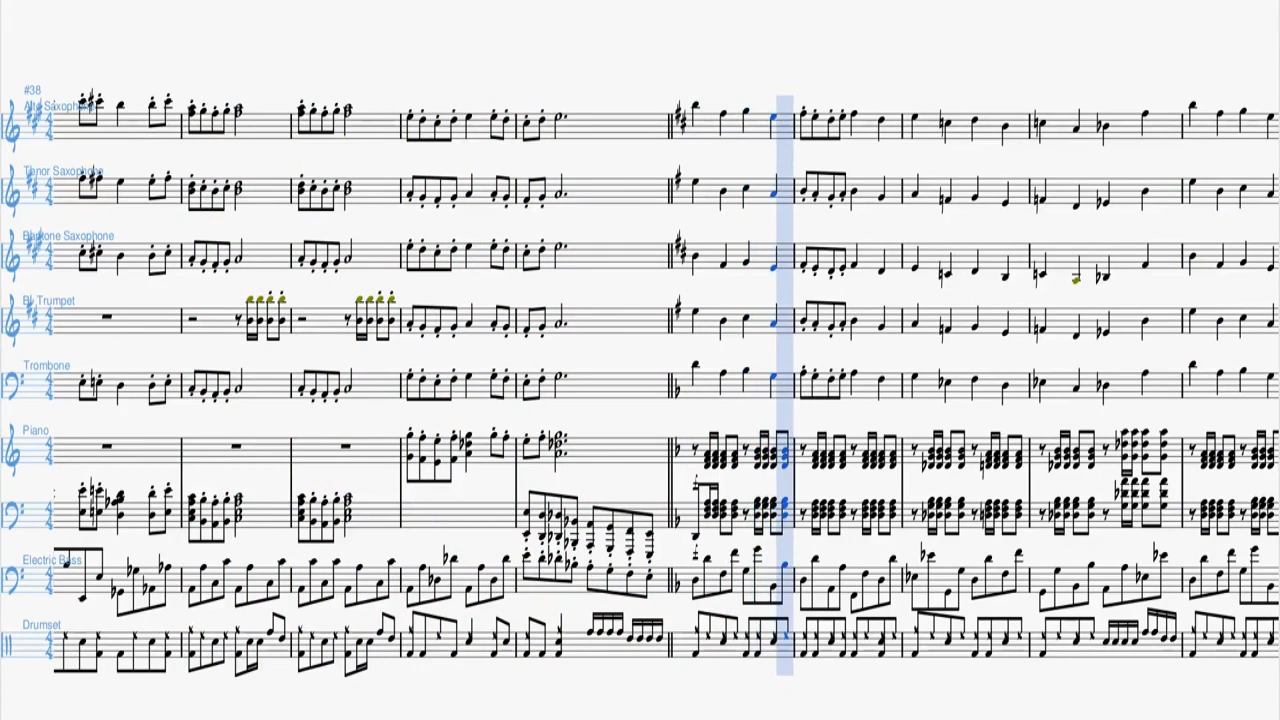 #38
Alto Saxophone
Tenor Saxophone
Baritone Saxophone
B♭ Trumpet
Trombone
Piano
Electric Bass
Drumset